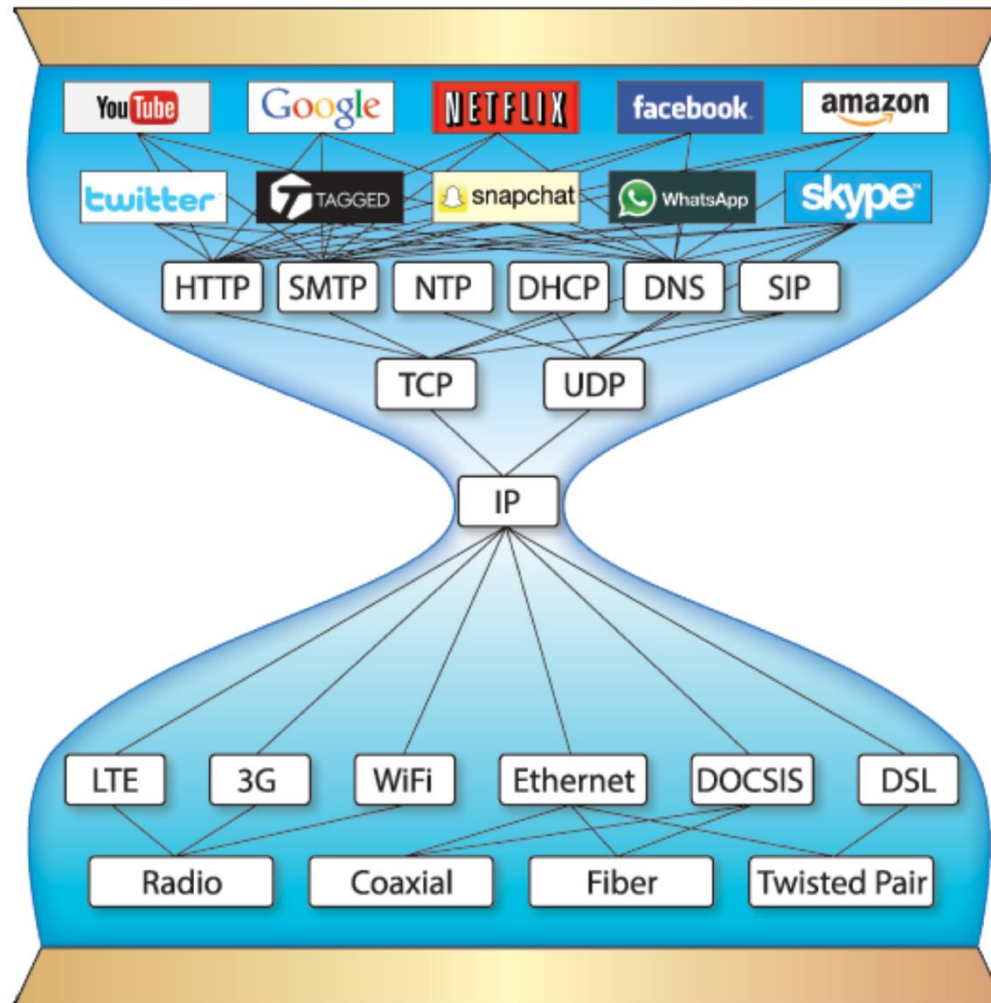 YouTube
Google
NETFLIX
facebook
amazon
twitter
TAGGED
snapchat
WhatsApp
skype™
HTTP
SMTP
NTP
DHCP
DNS
SIP
TCP
UDP
IP
LTE
3G
WiFi
Ethernet
DOCSIS
DSL
Radio
Coaxial
Fiber
Twisted Pair